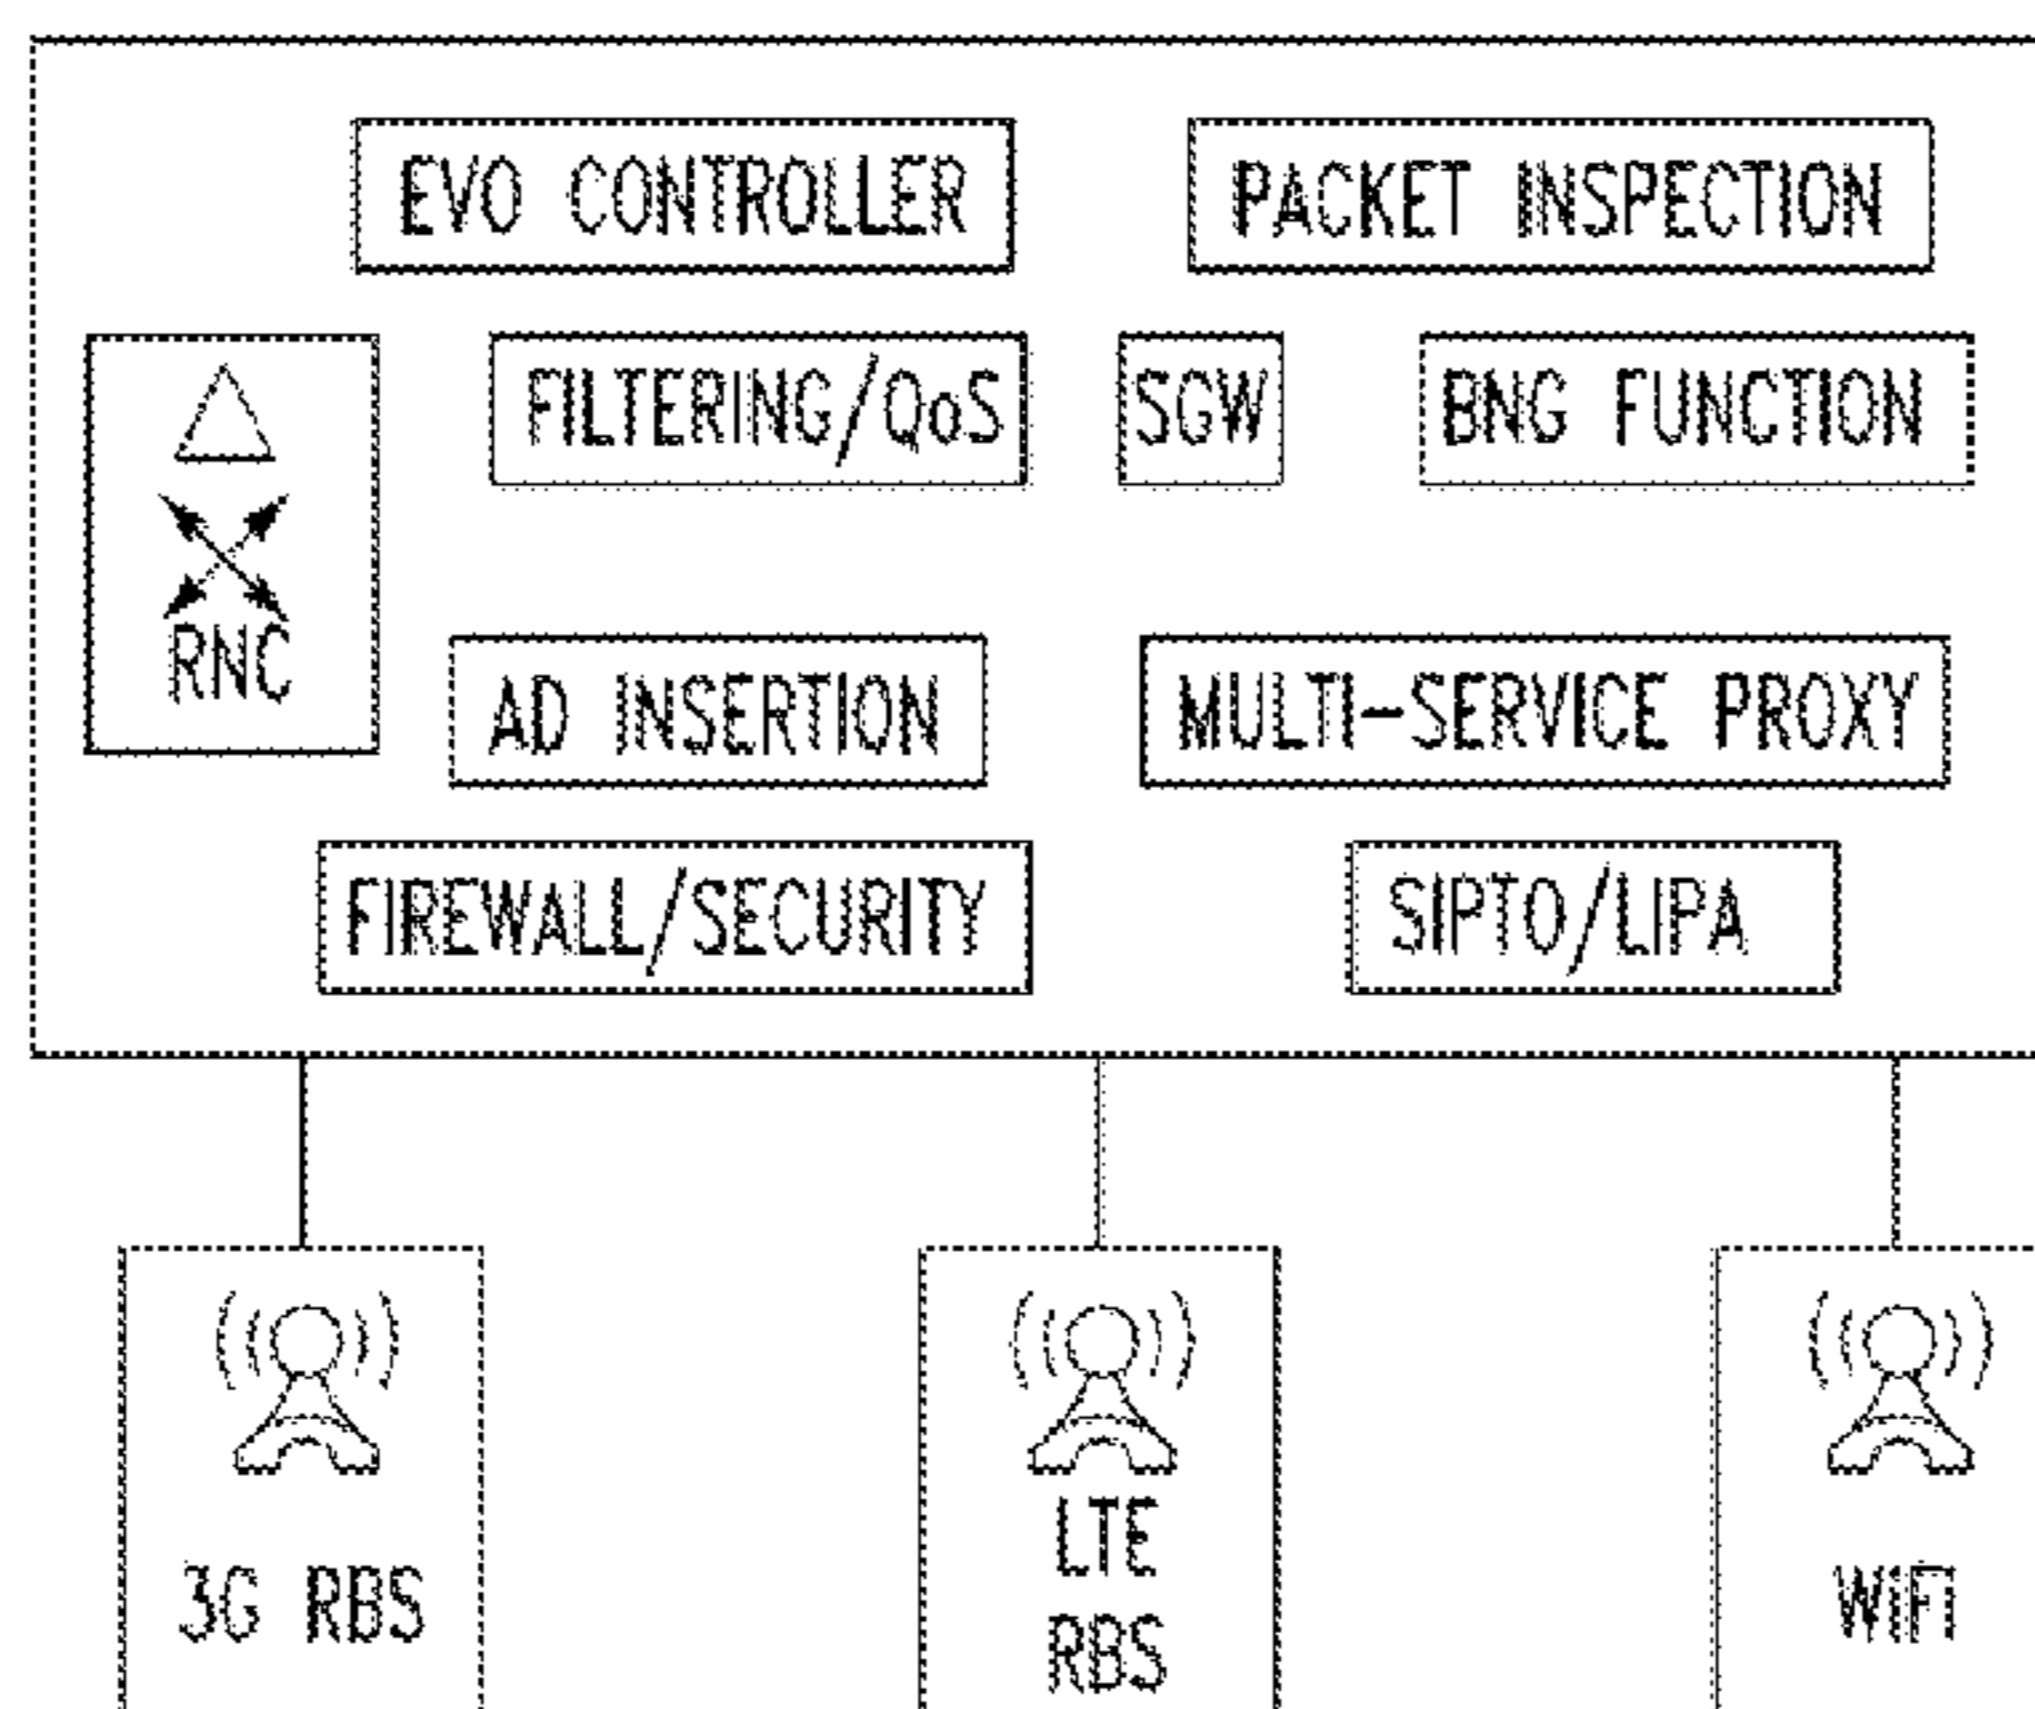 EVO CONTROLLER
PACKET INSPECTION
FILTERING/QoS
SGW
BNG FUNCTION
RNC
AD INSERTION
MULTI-SERVICE PROXY
FIREWALL/SECURITY
SIPTO/LIPA
3G RBS
LTE
RBS
WIFI